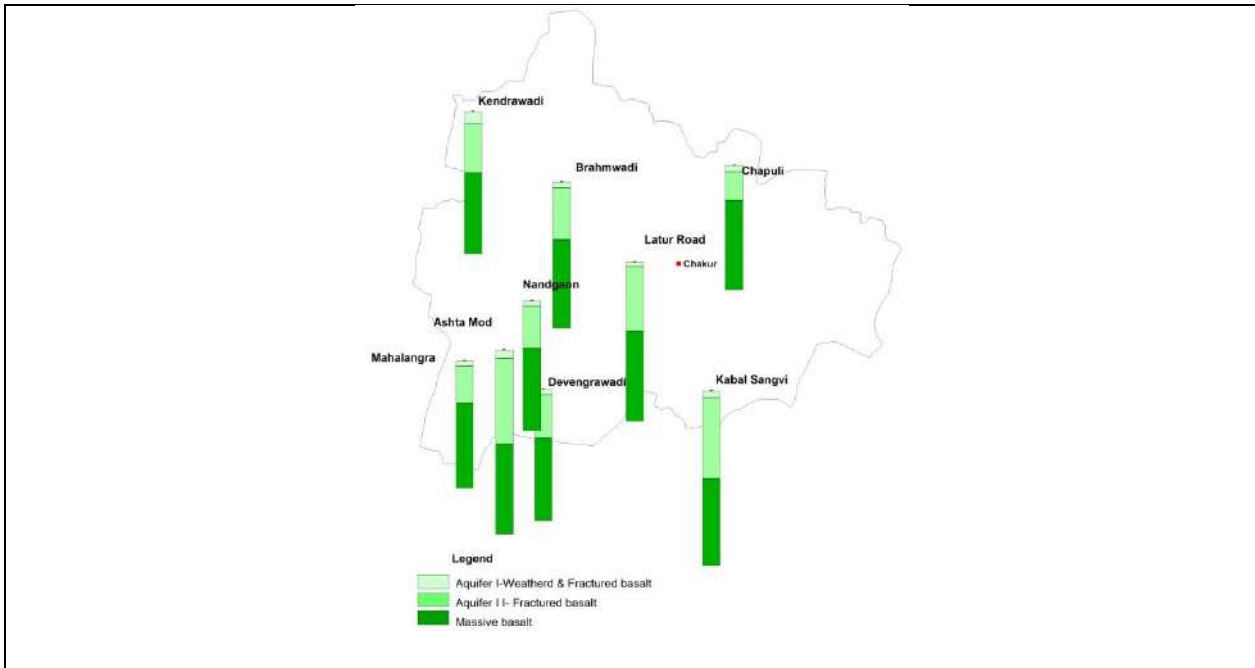 Kendrawadi
Brahmwadi
Chapuli
Latur Road
Chakur
Nandgaon
Ashta Mod
Mahalangra
Devengrawadi
Kabal Sangvi
Legend
Aquifer I-Weatherd & Fractured basalt
Aquifer I I- Fractured basalt
Massive basalt